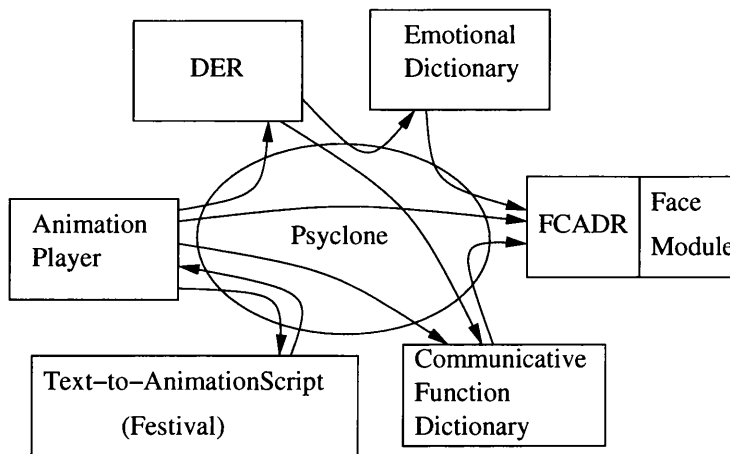 DER
Emotional
Dictionary
Animation
Player
Psyclone
FCADR
Face
Module
Text−to−AnimationScript
(Festival)
Communicative
Function
Dictionary